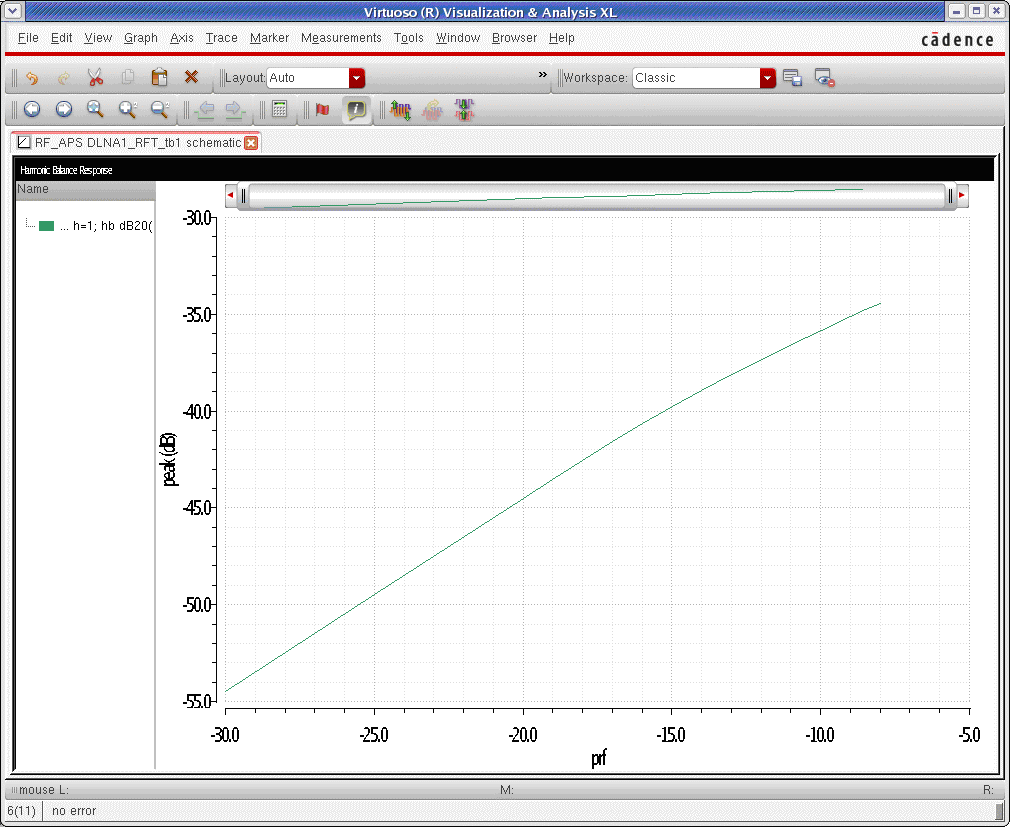 Virtuoso (R) Visualization & Analysis XL
File Edit View Graph Axis Trace Marker Measurements Tools Window Browser Help
cādence
Layout: Auto » Workspace: Classic
RF_APS DLNA1_RFT_tb1 schematic
Harmonic Balance Response
Name
... h=1; hb dB20(
-30.0
-35.0
-40.0
-45.0
-50.0
-55.0
peak (dB)
-30.0 -25.0 -20.0 -15.0 -10.0 -5.0
prf
mouse L: M: R:
6(11) no error